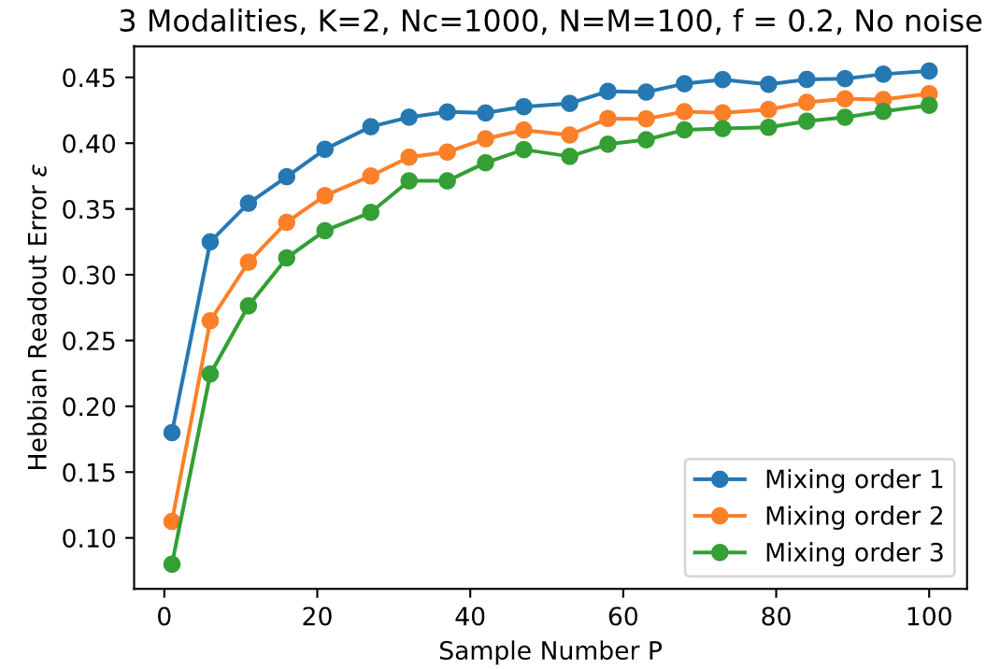 3 Modalities, K=2, Nc=1000, N=M=100, f = 0.2, No noise
Hebbian Readout Error ε
0.45
0.40
0.35
0.30
0.25
0.20
0.15
0.10
Mixing order 1
Mixing order 2
Mixing order 3
0 20 40 60 80 100
Sample Number P